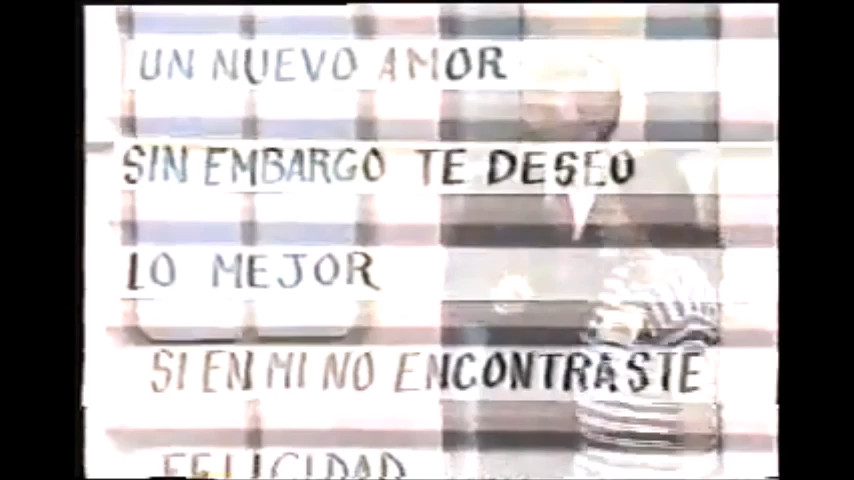 UN NUEVO AMOR
SIN EMBARGO TE DESEO
LO MEJOR
SI EN MI NO ENCONTRASTE
FELICIDAD